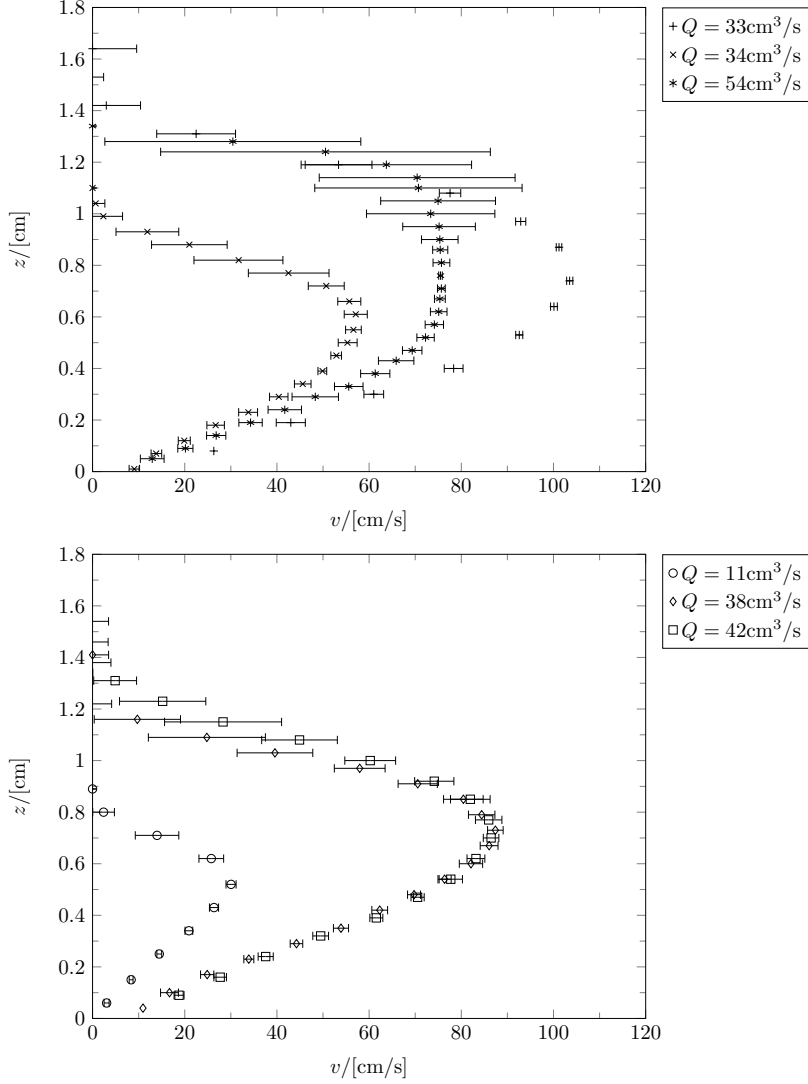 1.8
1.6
1.4
1.2
1
0.8
0.6
0.4
0.2
0
z/[cm]
0 20 40 60 80 100 120
v/[cm/s]
+ Q = 33cm³/s
× Q = 34cm³/s
∗ Q = 54cm³/s
1.8
1.6
1.4
1.2
1
0.8
0.6
0.4
0.2
0
z/[cm]
0 20 40 60 80 100 120
v/[cm/s]
Q = 11cm³/s
Q = 38cm³/s
Q = 42cm³/s